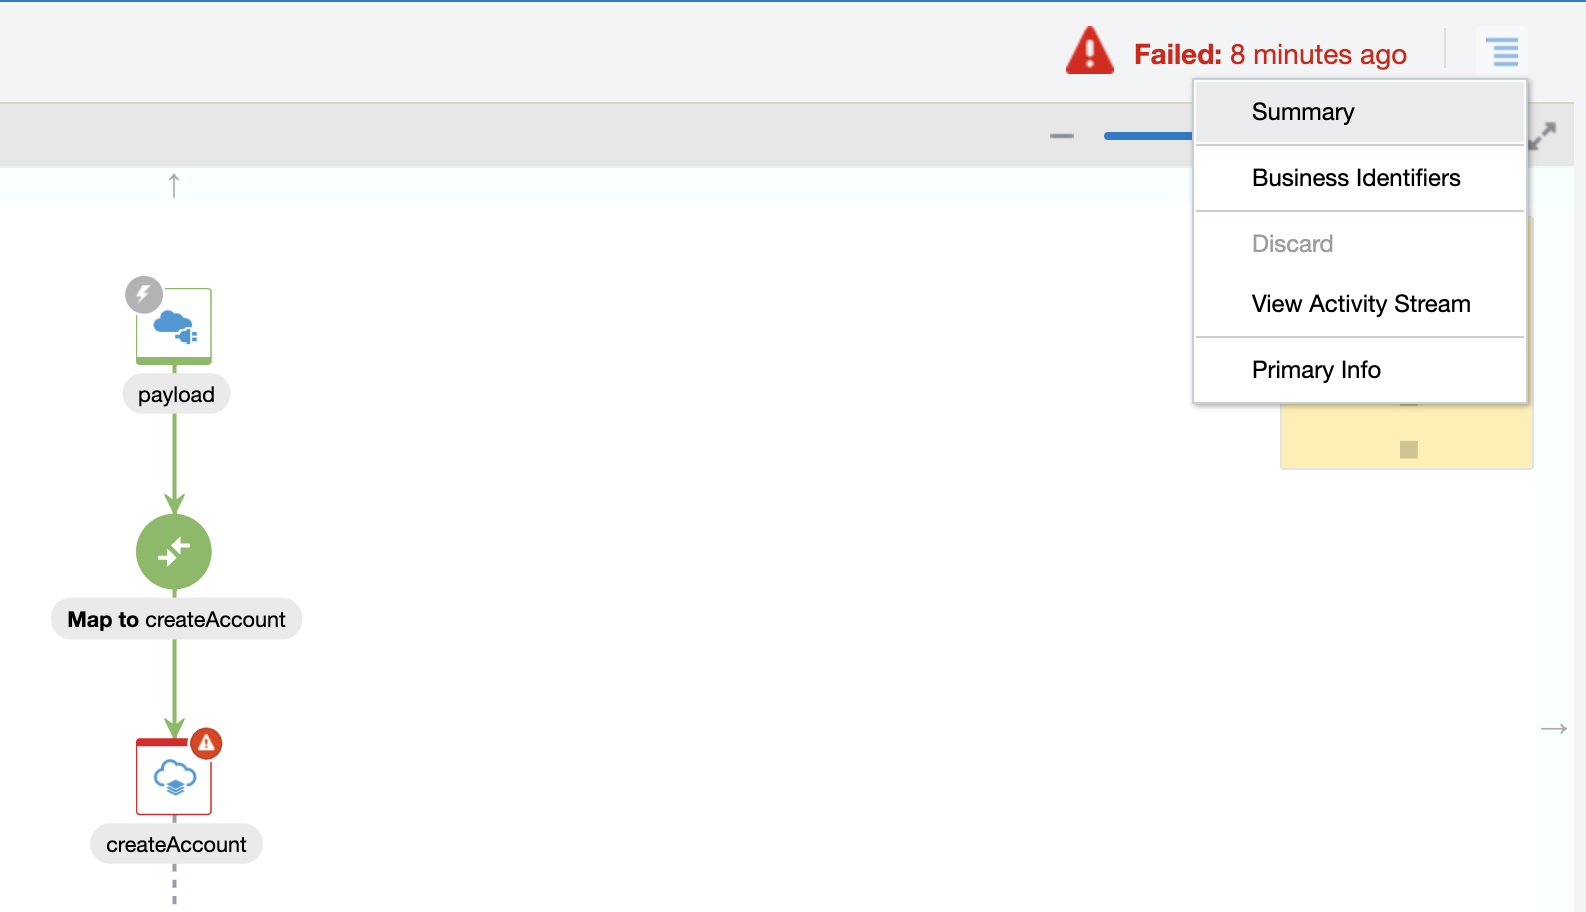 Failed: 8 minutes ago
Summary
Business Identifiers
Discard
View Activity Stream
Primary Info
payload
Map to createAccount
createAccount